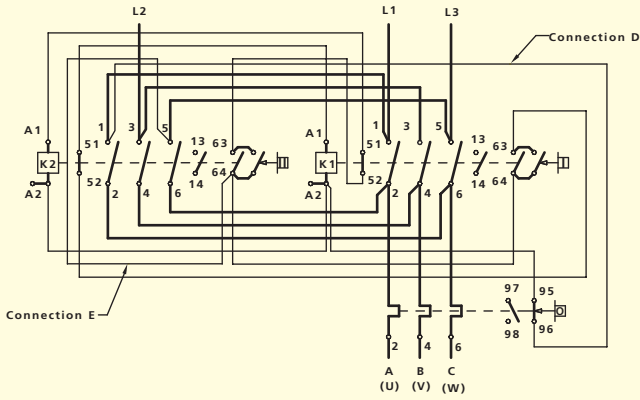 L2 L1 L3
Connection D
1 3 5 1 3 5
A1 51 13 63 A1 51 13 63
K2 II K1 I
A2 52 2 4 6 14 64 A2 52 2 4 6 14 64
97 95
O
98 96
Connection E
2 4 6
A B C
(U) (V) (W)